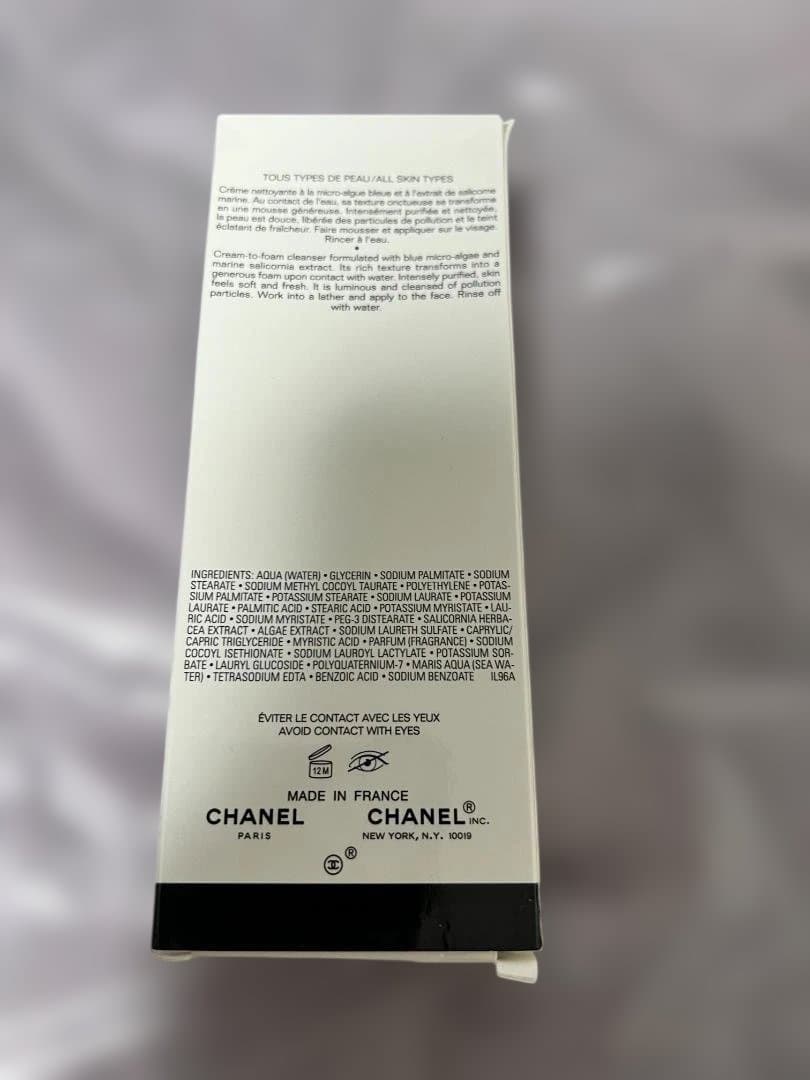 TOUS TYPES DE PEAU/ALL SKIN TYPES
Crème nettoyante à la micro-algue bleue et à l'extrait de salicorne
marine. Au contact de l'eau, sa texture onctueuse se transforme
en une mousse généreuse. Intensément purifiée et nettoyée,
la peau est douce, libérée des particules de pollution et le teint
éclatant de fraîcheur. Faire mousser et appliquer sur le visage.
Rincer à l'eau.
•
Cream-to-foam cleanser formulated with blue micro-algae and
marine salicornia extract. Its rich texture transforms into a
generous foam upon contact with water. Intensely purified, skin
feels soft and fresh. It is luminous and cleansed of pollution
particles. Work into a lather and apply to the face. Rinse off
with water.
INGREDIENTS: AQUA (WATER) • GLYCERIN • SODIUM PALMITATE • SODIUM
STEARATE • SODIUM METHYL COCOYL TAURATE • POLYETHYLENE • POTAS-
SIUM PALMITATE • POTASSIUM STEARATE • SODIUM LAURATE • POTASSIUM
LAURATE • PALMITIC ACID • STEARIC ACID • POTASSIUM MYRISTATE • LAU-
RIC ACID • SODIUM MYRISTATE • PEG-3 DISTEARATE • SALICORNIA HERBA-
CEA EXTRACT • ALGAE EXTRACT • SODIUM LAURETH SULFATE • CAPRYLIC/
CAPRIC TRIGLYCERIDE • MYRISTIC ACID • PARFUM (FRAGRANCE) • SODIUM
COCOYL ISETHIONATE • SODIUM LAUROYL LACTYLATE • POTASSIUM SOR-
BATE • LAURYL GLUCOSIDE • POLYQUATERNIUM-7 • MARIS AQUA (SEA WA-
TER) • TETRASODIUM EDTA • BENZOIC ACID • SODIUM BENZOATE IL96A
ÉVITER LE CONTACT AVEC LES YEUX
AVOID CONTACT WITH EYES
12 M
MADE IN FRANCE
CHANEL CHANEL® INC.
PARIS NEW YORK, N.Y. 10019
®